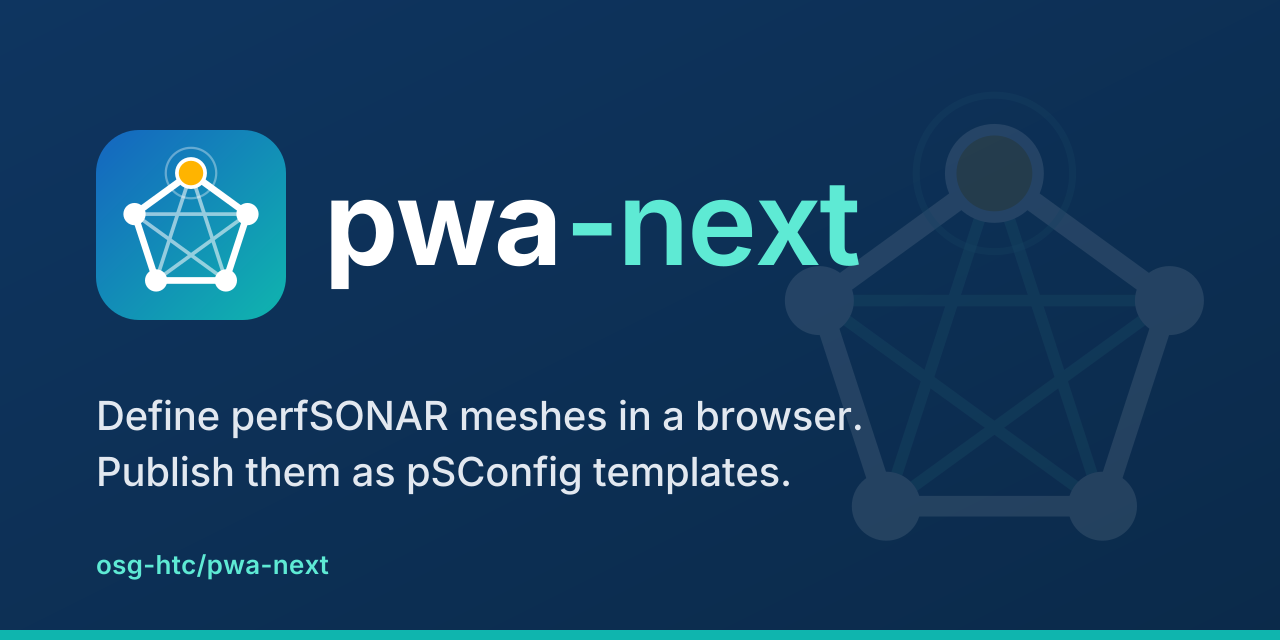 pwa-next
Define perfSONAR meshes in a browser.
Publish them as pSConfig templates.
osg-htc/pwa-next